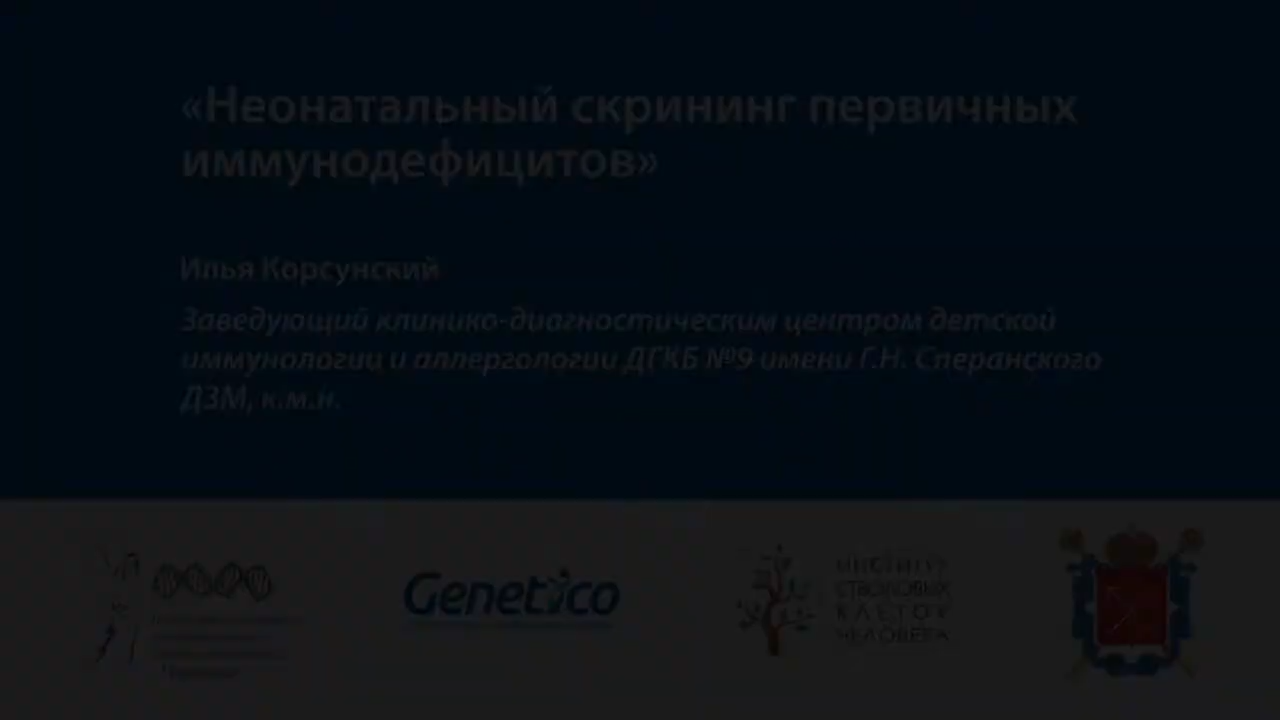 «Неонатальный скрининг первичных
иммунодефицитов»
Илья Корсунский
Заведующий клинико-диагностическим центром детской
иммунологии и аллергологии ДГКБ №9 имени Г.Н. Сперанского
ДЗМ, к.м.н.
Genetico
ИНСТИТУТ
СТВОЛОВЫХ
КЛЕТОК
ЧЕЛОВЕКА